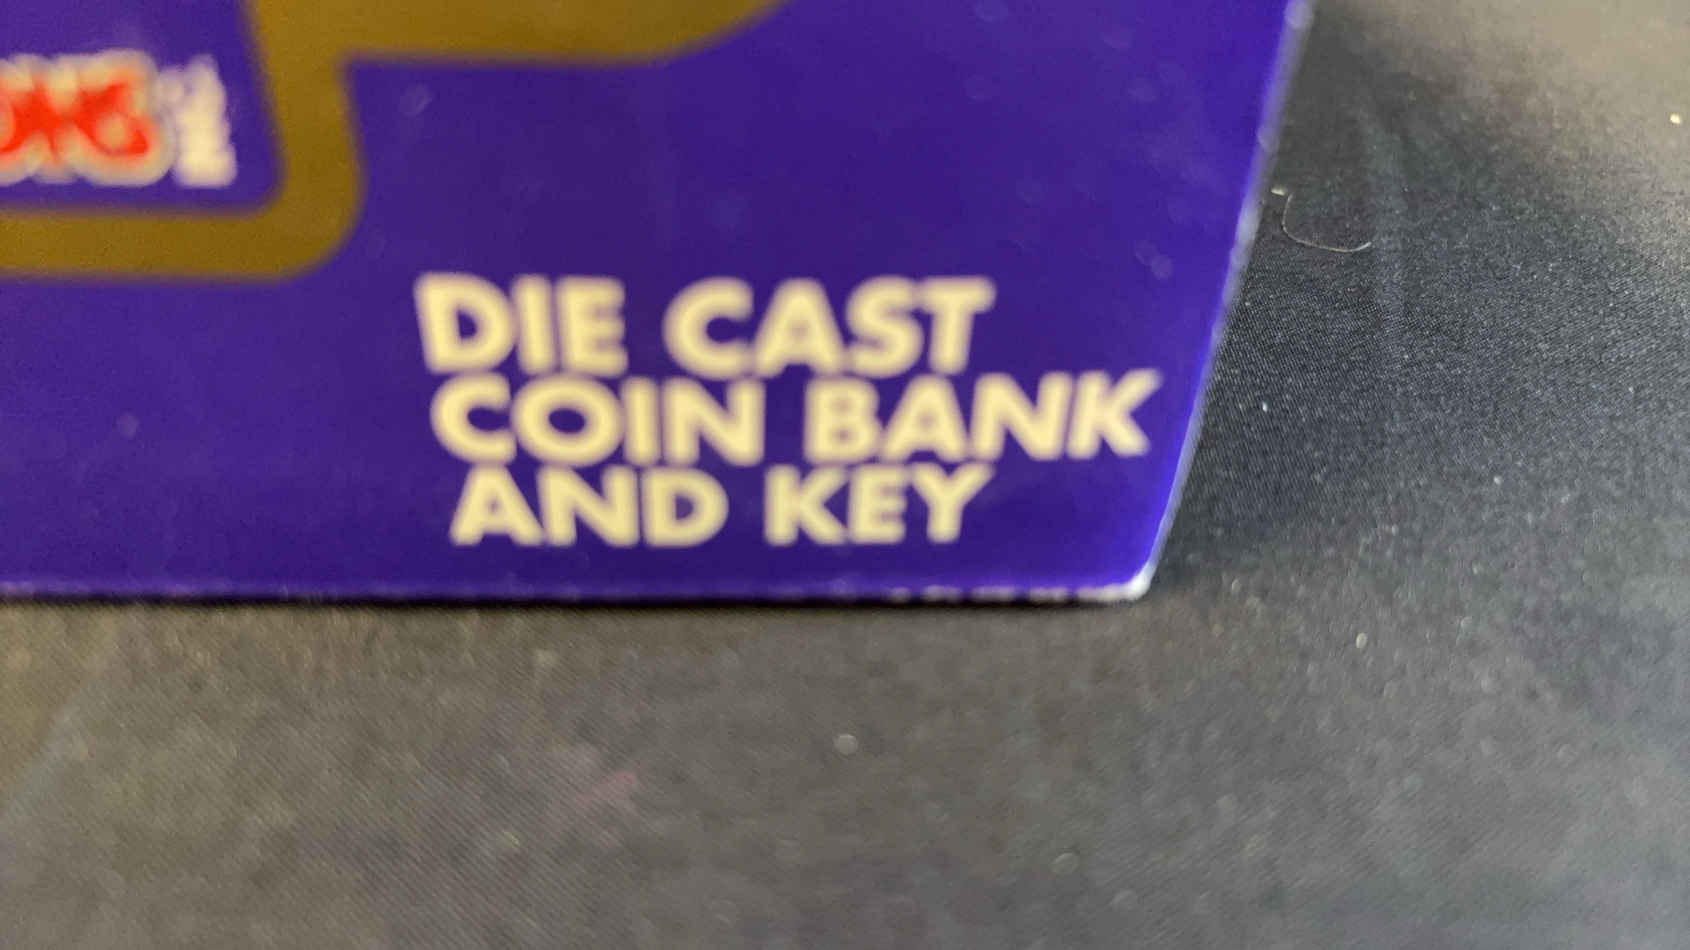 DIE CAST
COIN BANK
AND KEY